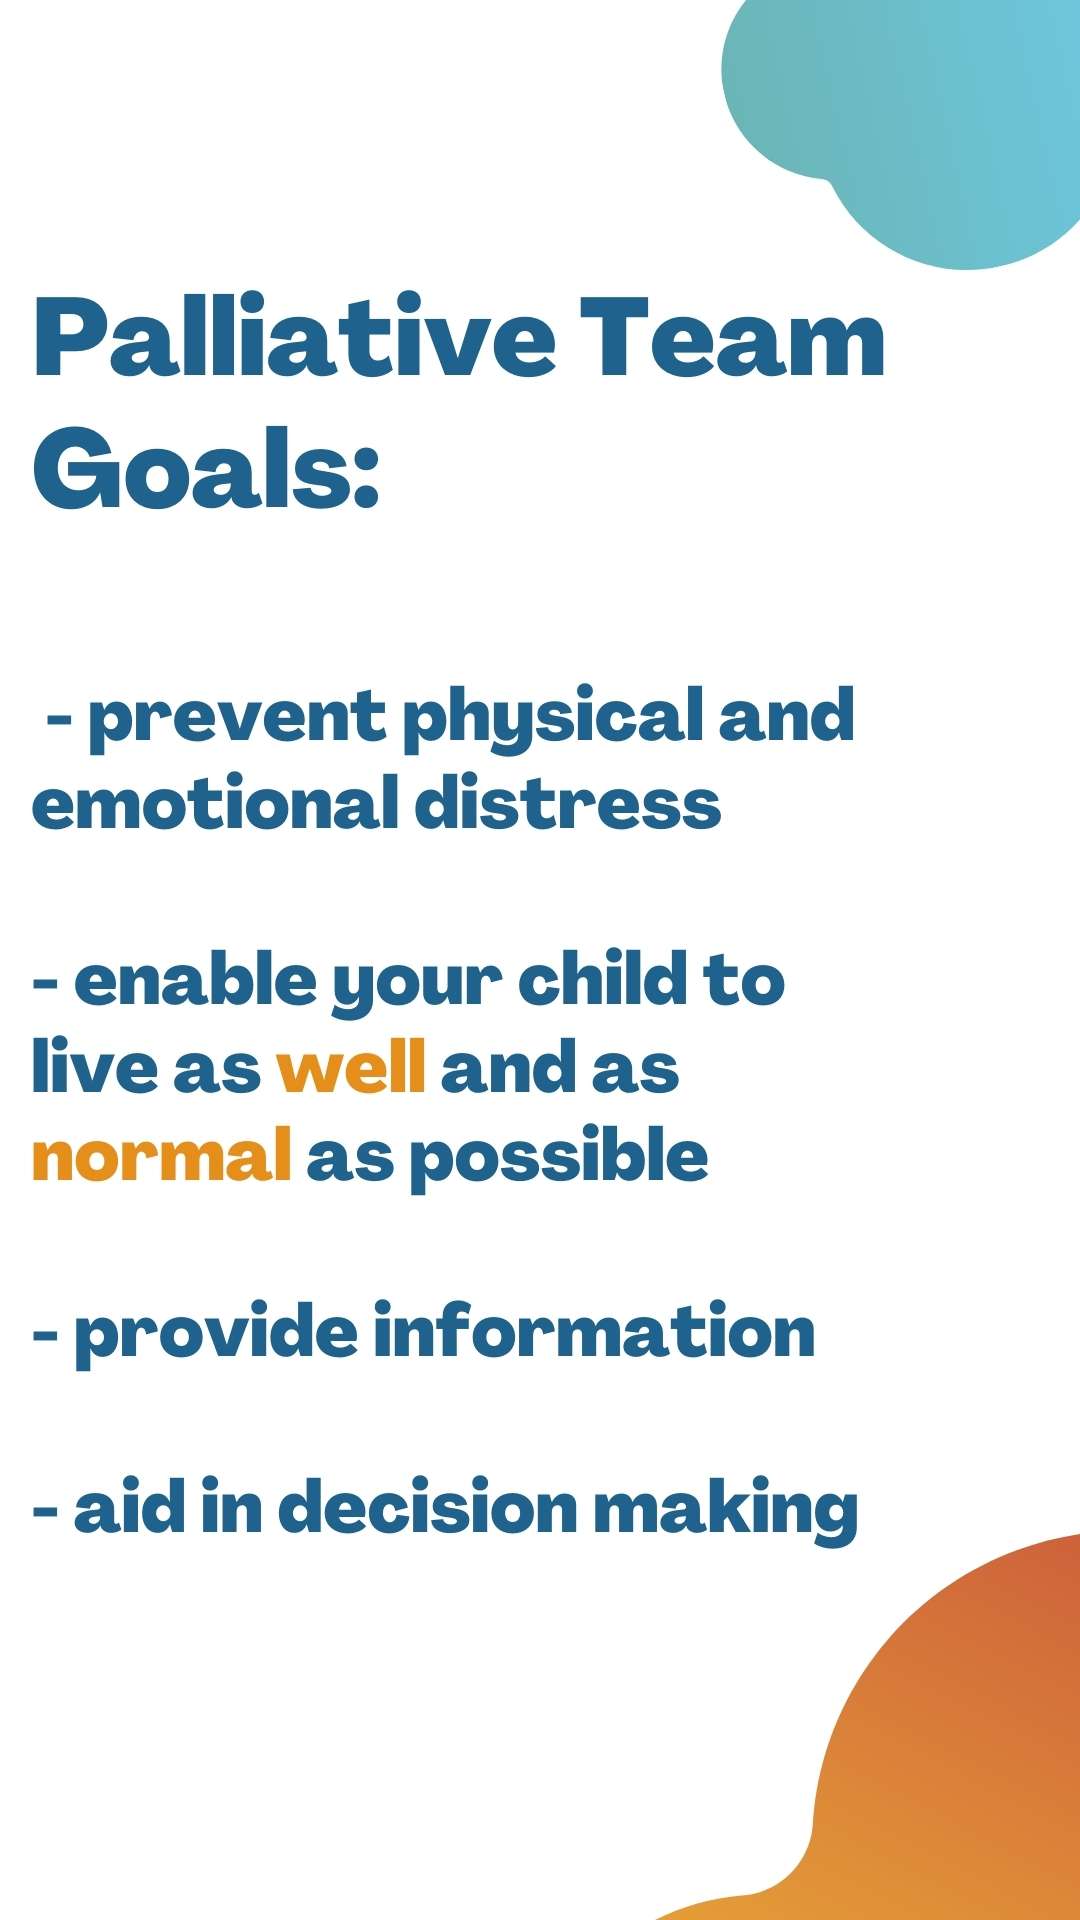 Palliative Team
Goals:
- prevent physical and
emotional distress
- enable your child to
live as well and as
normal as possible
- provide information
- aid in decision making